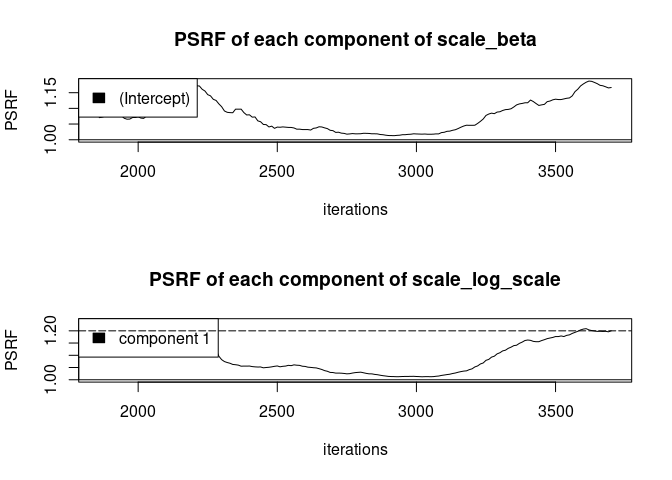 PSRF of each component of scale_beta
PSRF
1.15
1.00
(Intercept)
2000 2500 3000 3500
iterations
PSRF of each component of scale_log_scale
PSRF
1.20
1.00
component 1
2000 2500 3000 3500
iterations